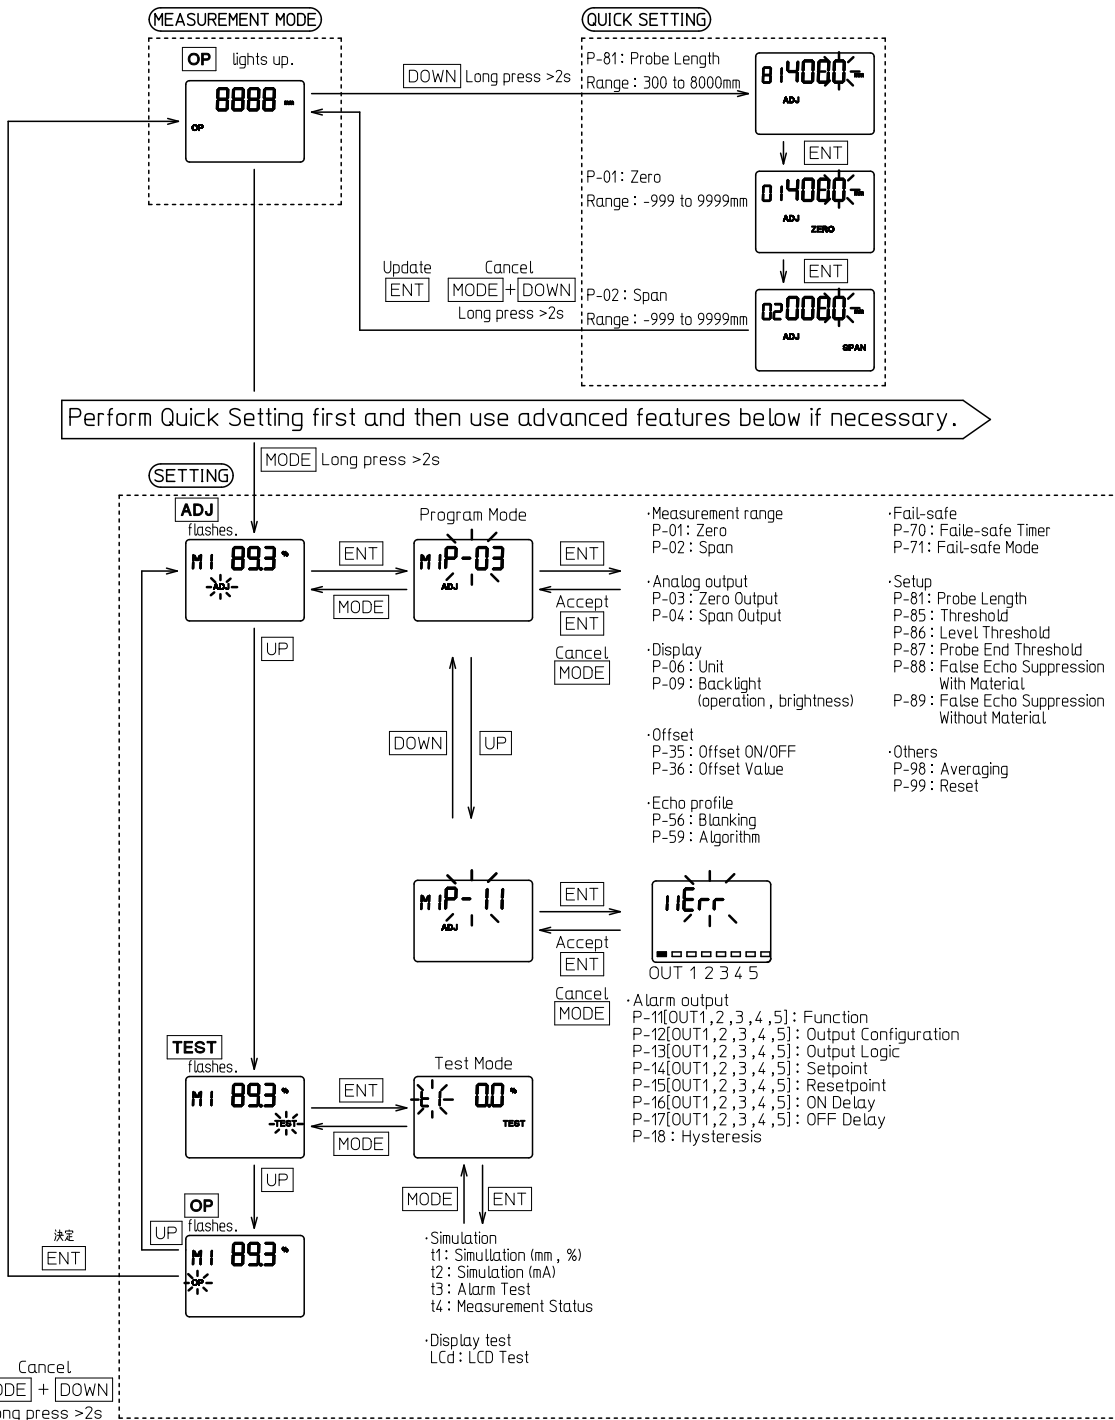 MEASUREMENT MODE
OP lights up.
8888 mm
OP
DOWN Long press >2s
QUICK SETTING
P-81: Probe Length
Range: 300 to 8000mm
ADJ
ENT
P-01: Zero
Range: -999 to 9999mm
ADJ
ZERO
ENT
P-02: Span
Range: -999 to 9999mm
ADJ
SPAN
Update
ENT
Cancel
MODE+DOWN
Long press >2s
Perform Quick Setting first and then use advanced features below if necessary.
MODE Long press >2s
SETTING
ADJ
flashes.
M1 89.3 %
ADJ
ENT
MODE
UP
Program Mode
M1P-03
ADJ
ENT
Accept
ENT
Cancel
MODE
DOWN
UP
·Measurement range
P-01: Zero
P-02: Span
·Analog output
P-03: Zero Output
P-04: Span Output
·Display
P-06: Unit
P-09: Backlight
(operation , brightness)
·Offset
P-35: Offset ON/OFF
P-36: Offset Value
·Echo profile
P-56: Blanking
P-59: Algorithm
·Fail-safe
P-70: Faile-safe Timer
P-71: Fail-safe Mode
·Setup
P-81: Probe Length
P-85: Threshold
P-86: Level Threshold
P-87: Probe End Threshold
P-88: False Echo Suppression
With Material
P-89: False Echo Suppression
Without Material
·Others
P-98: Averaging
P-99: Reset
M1P-11
ADJ
ENT
Accept
ENT
Cancel
MODE
11Err
OUT 1 2 3 4 5
·Alarm output
P-11[OUT1,2,3,4,5]: Function
P-12[OUT1,2,3,4,5]: Output Configuration
P-13[OUT1,2,3,4,5]: Output Logic
P-14[OUT1,2,3,4,5]: Setpoint
P-15[OUT1,2,3,4,5]: Resetpoint
P-16[OUT1,2,3,4,5]: ON Delay
P-17[OUT1,2,3,4,5]: OFF Delay
P-18: Hysteresis
TEST
flashes.
M1 89.3 %
TEST
ENT
MODE
UP
Test Mode
0.0 %
TEST
MODE
ENT
·Simulation
t1: Simullation (mm , %)
t2: Simulation (mA)
t3: Alarm Test
t4: Measurement Status
·Display test
LCd: LCD Test
OP
flashes.
M1 89.3 %
OP
UP
決定
ENT
Cancel
+ DOWN
press >2s